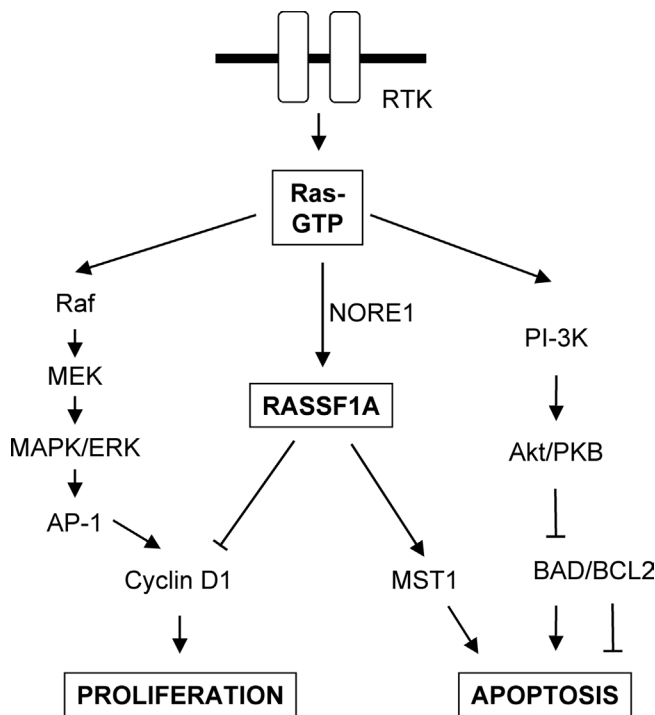 RTK
Ras-
GTP
Raf
NORE1
PI-3K
MEK
RASSF1A
MAPK/ERK
Akt/PKB
AP-1
Cyclin D1
MST1
BAD/BCL2
PROLIFERATION
APOPTOSIS